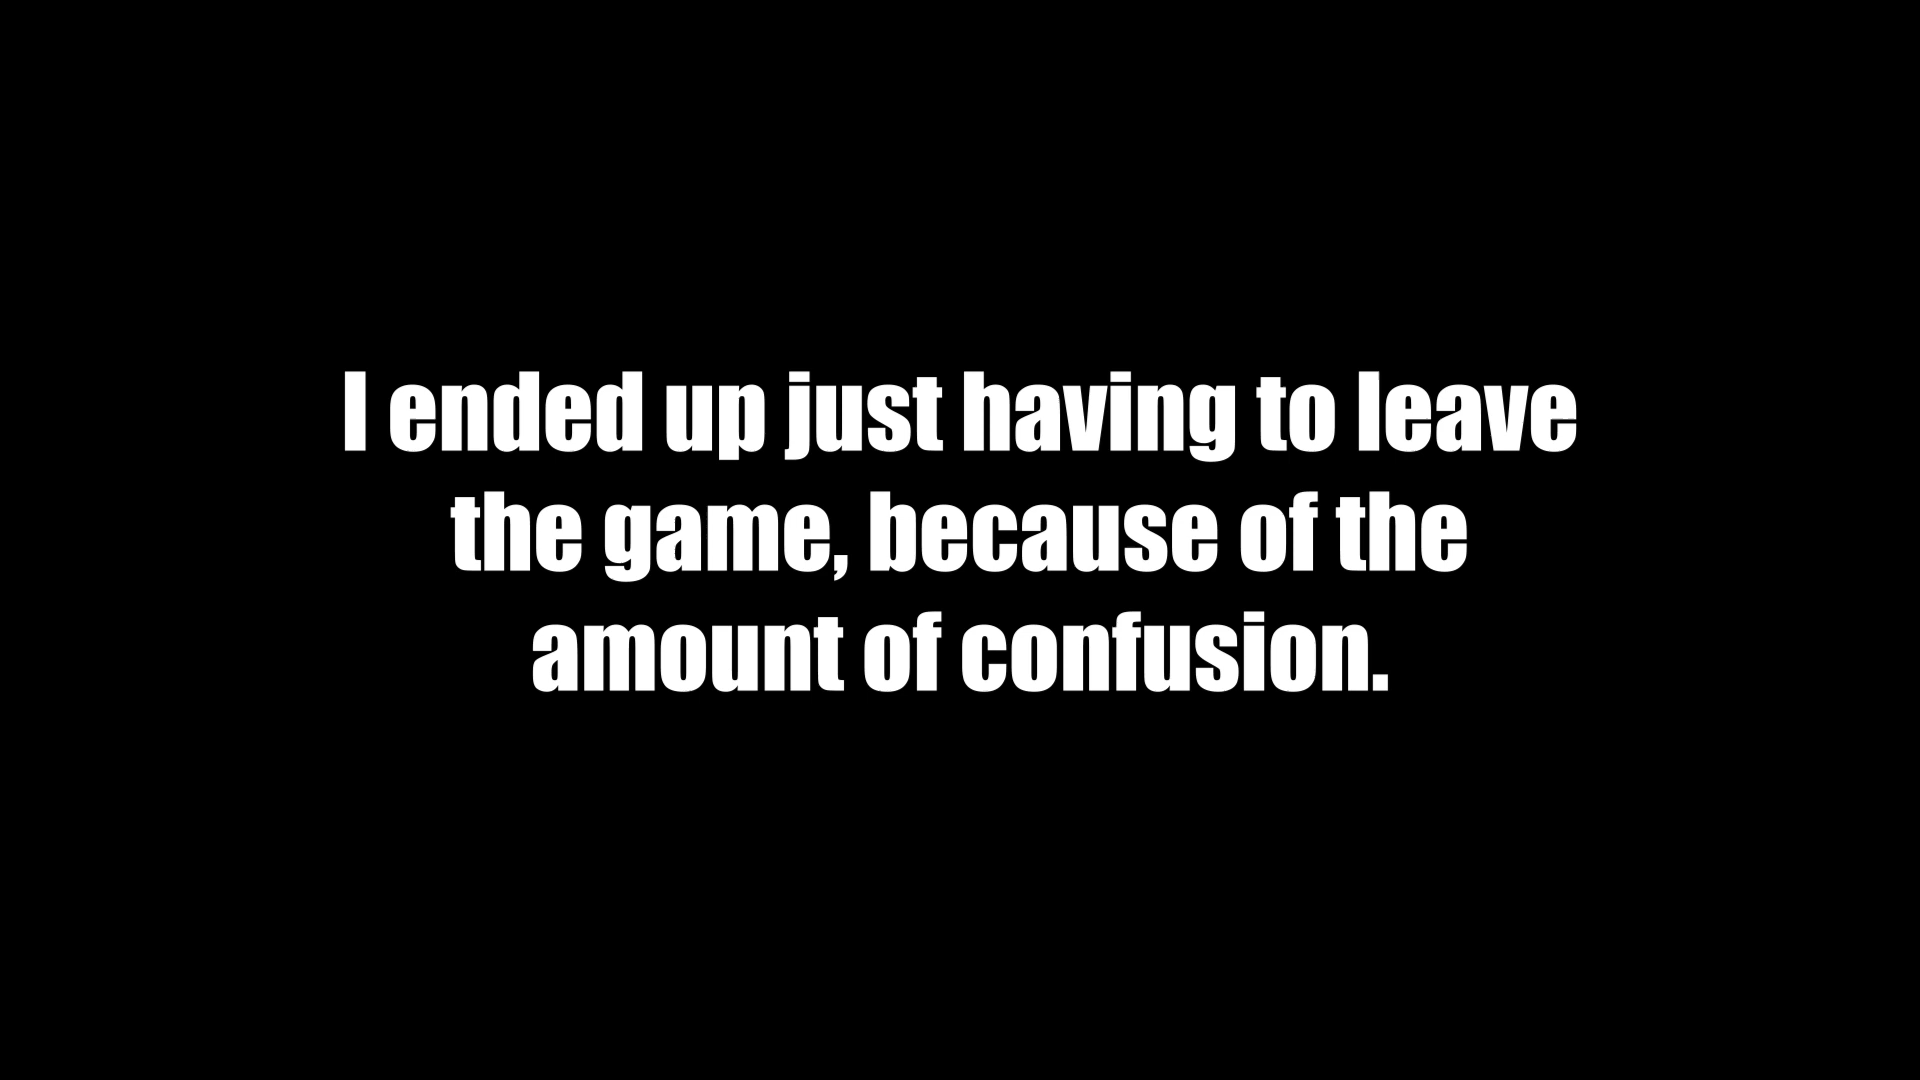 I ended up just having to leave
the game, because of the
amount of confusion.